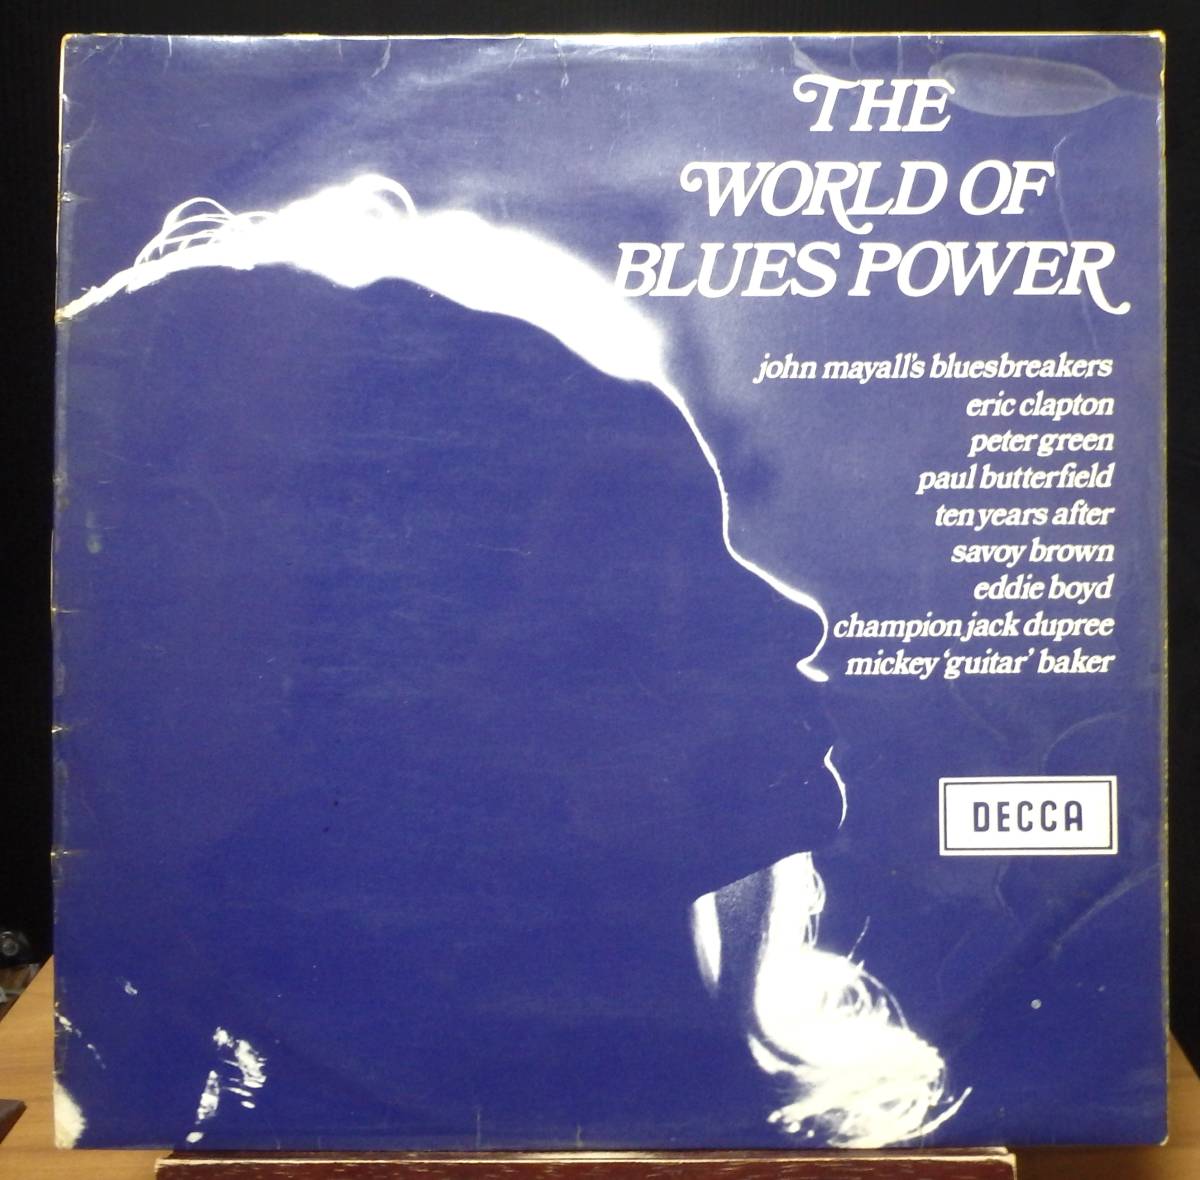 THE
WORLD OF
BLUES POWER
john mayall's bluesbreakers
eric clapton
peter green
paul butterfield
ten years after
savoy brown
eddie boyd
champion jack dupree
mickey 'guitar' baker
DECCA